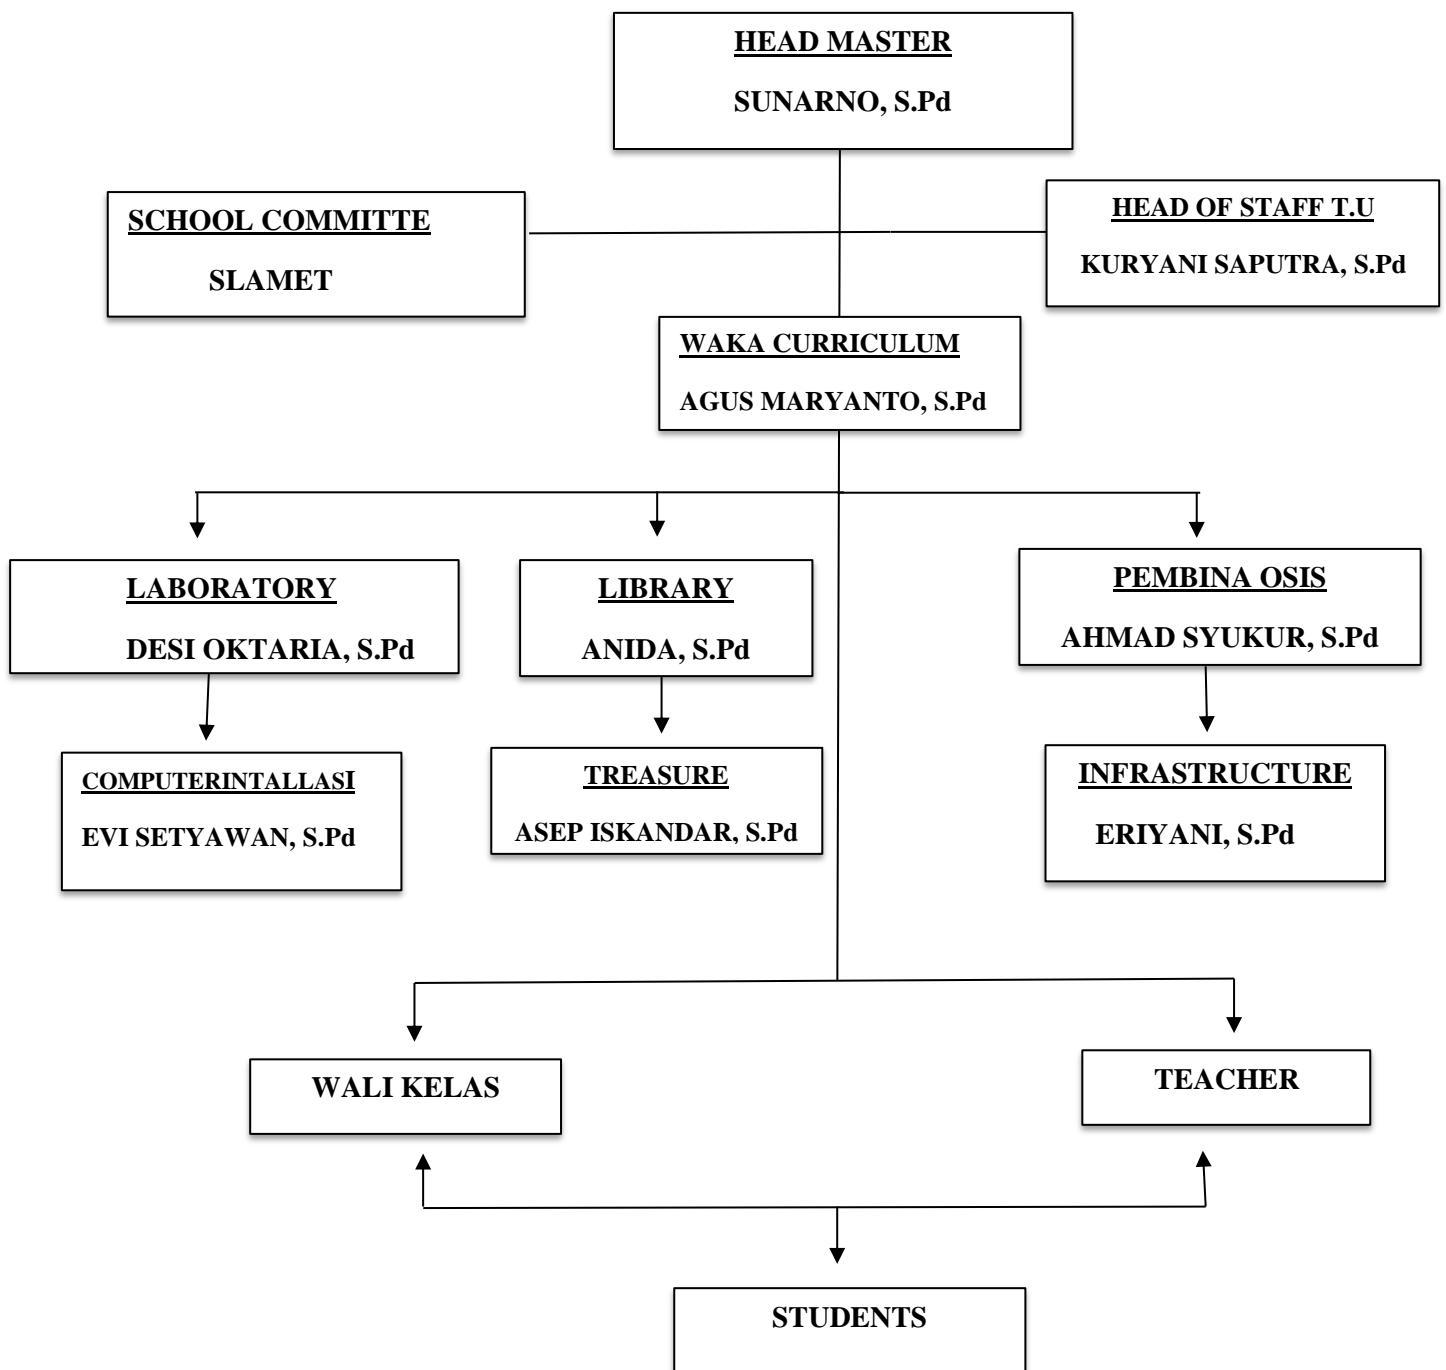 HEAD MASTER
SUNARNO, S.Pd
SCHOOL COMMITTE
SLAMET
HEAD OF STAFF T.U
KURYANI SAPUTRA, S.Pd
WAKA CURRICULUM
AGUS MARYANTO, S.Pd
LABORATORY
DESI OKTARIA, S.Pd
LIBRARY
ANIDA, S.Pd
PEMBINA OSIS
AHMAD SYUKUR, S.Pd
COMPUTERINTALLASI
EVI SETYAWAN, S.Pd
TREASURE
ASEP ISKANDAR, S.Pd
INFRASTRUCTURE
ERIYANI, S.Pd
WALI KELAS
TEACHER
STUDENTS